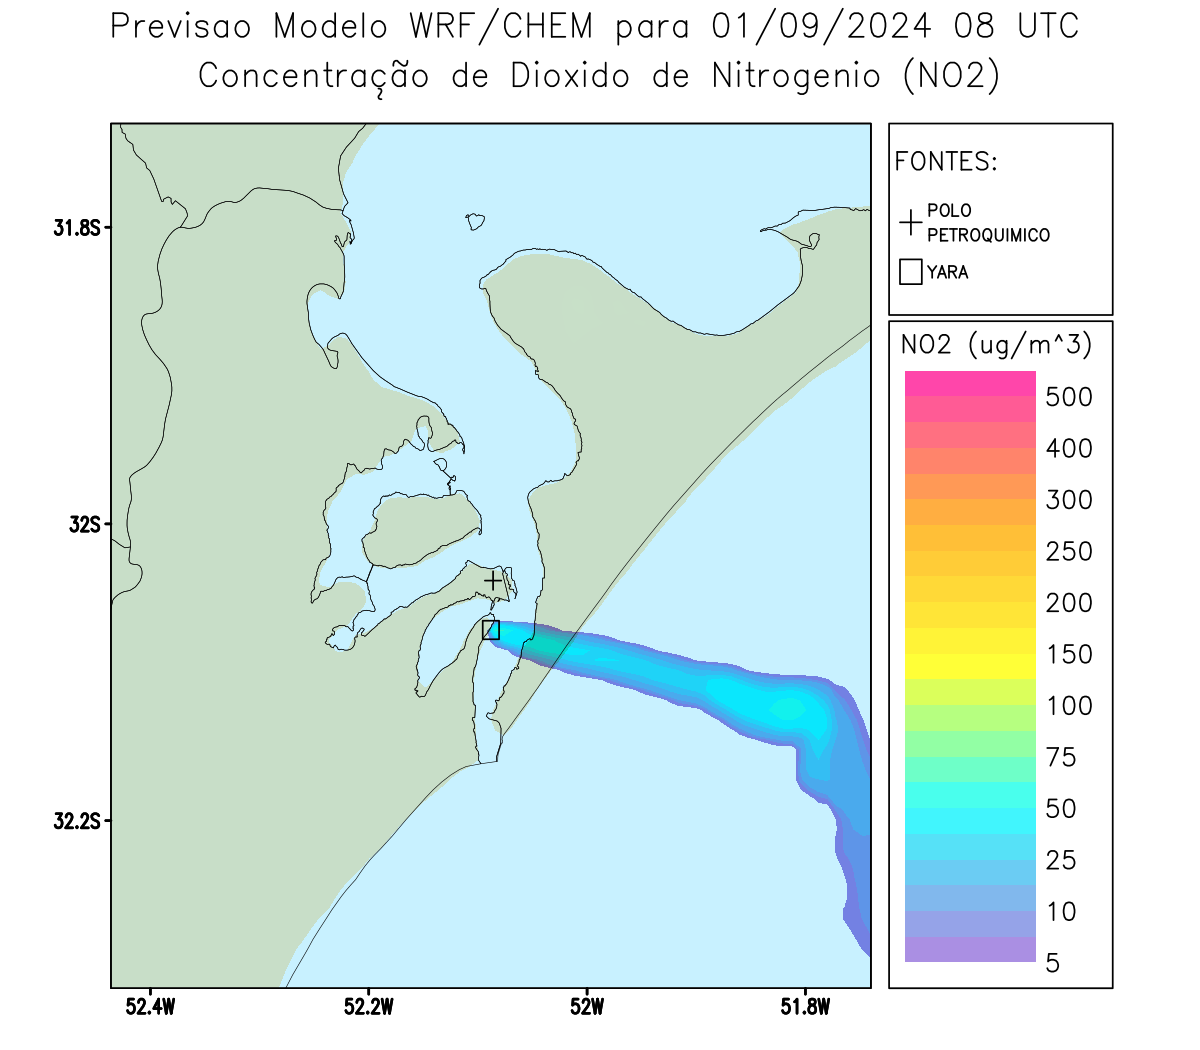 Previsao Modelo WRF/CHEM para 01/09/2024 08 UTC
Concentração de Dioxido de Nitrogenio (NO2)
FONTES:
POLO
PETROQUIMICO
YARA
NO2 (ug/m^3)
500
400
300
250
200
150
100
75
50
25
10
5
31.8S
32S
32.2S
52.4W
52.2W
52W
51.8W